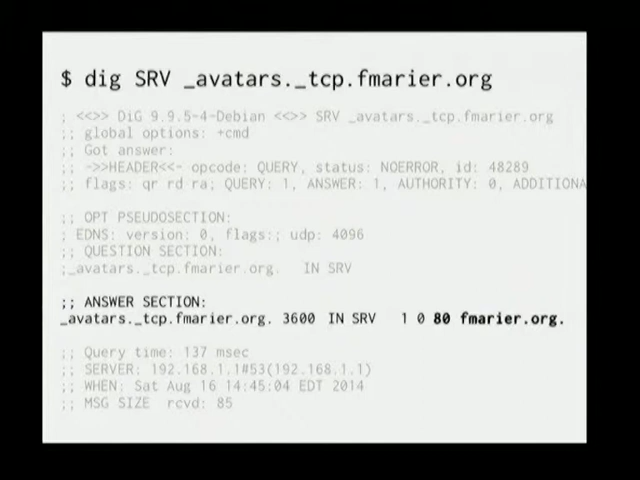 $ dig SRV _avatars._tcp.fmarier.org
; <<>> DiG 9.9.5-4-Debian <<>> SRV _avatars._tcp.fmarier.org
;; global options: +cmd
;; Got answer:
;; ->>HEADER<<- opcode: QUERY, status: NOERROR, id: 48289
;; flags: qr rd ra; QUERY: 1, ANSWER: 1, AUTHORITY: 0, ADDITIONA
;; OPT PSEUDOSECTION:
; EDNS: version: 0, flags:; udp: 4096
;; QUESTION SECTION:
;_avatars._tcp.fmarier.org. IN SRV
;; ANSWER SECTION:
_avatars._tcp.fmarier.org. 3600 IN SRV 1 0 80 fmarier.org.
;; Query time: 137 msec
;; SERVER: 192.168.1.1#53(192.168.1.1)
;; WHEN: Sat Aug 16 14:45:04 EDT 2014
;; MSG SIZE rcvd: 85